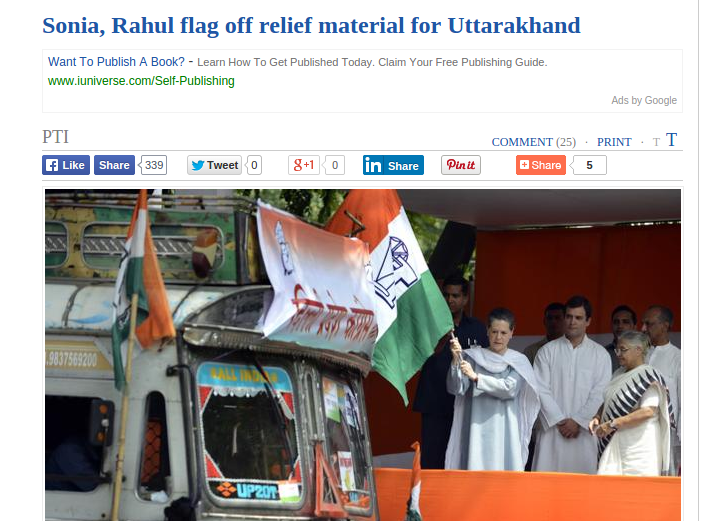 Sonia, Rahul flag off relief material for Uttarakhand
Want To Publish A Book? - Learn How To Get Published Today. Claim Your Free Publishing Guide.
www.iuniverse.com/Self-Publishing
Ads by Google
PTI
COMMENT (25) · PRINT · T T
Like Share 339 Tweet 0 g+1 0 in Share Pin it Share 5
.9837569200
ALL INDIA
UP20T